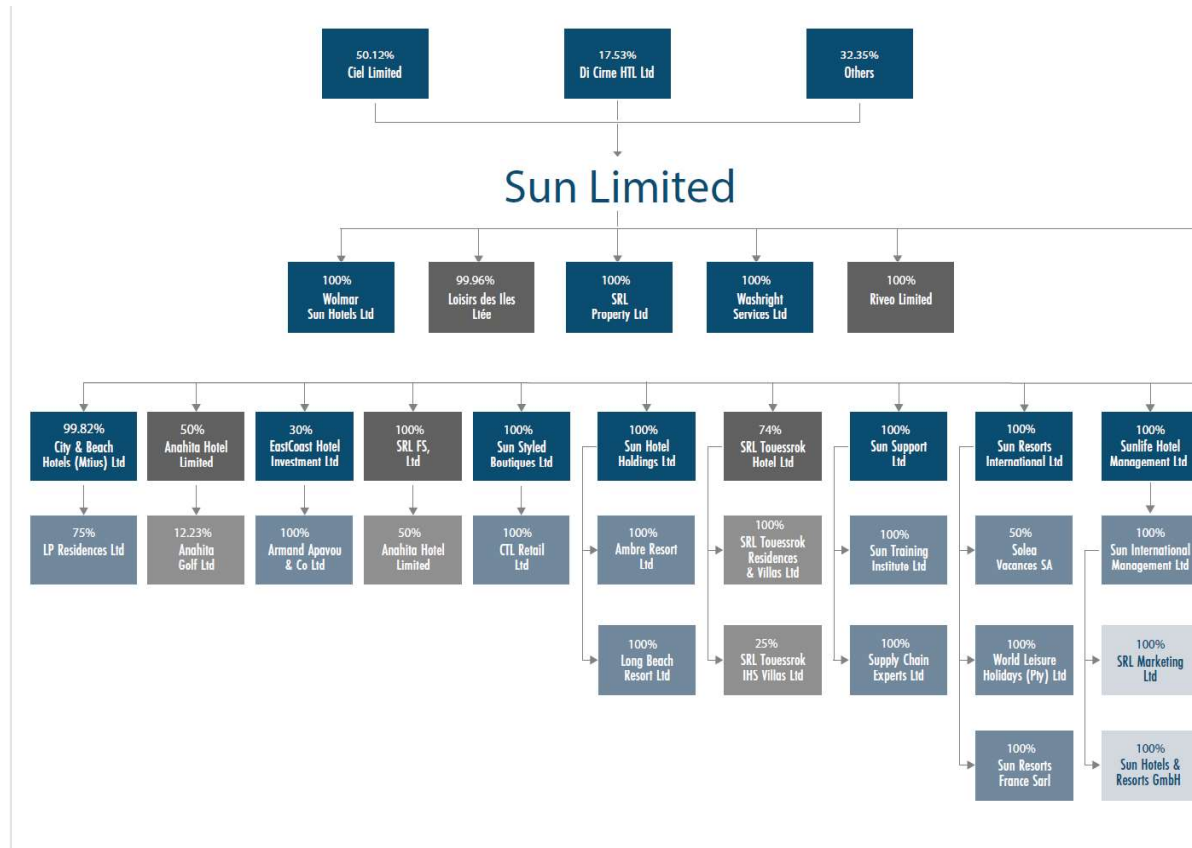 50.12%
Ciel Limited
17.53%
Di Cirne HTL Ltd
32.35%
Others
Sun Limited
100%
Wolmar
Sun Hotels Ltd
99.96%
Loisirs des Iles
Ltée
100%
SRL
Property Ltd
100%
Washright
Services Ltd
100%
Riveo Limited
99.82%
City & Beach
Hotels (Mtius) Ltd
50%
Anahita Hotel
Limited
30%
EastCoast Hotel
Investment Ltd
100%
SRL FS,
Ltd
100%
Sun Styled
Boutiques Ltd
100%
Sun Hotel
Holdings Ltd
74%
SRL Touessrok
Hotel Ltd
100%
Sun Support
Ltd
100%
Sun Resorts
International Ltd
100%
Sunlife Hotel
Management Ltd
75%
LP Residences Ltd
12.23%
Anahita
Golf Ltd
100%
Armand Apavou
& Co Ltd
50%
Anahita Hotel
Limited
100%
CTL Retail
Ltd
100%
Ambre Resort
Ltd
100%
SRL Touessrok
Residences
& Villas Ltd
100%
Sun Training
Institute Ltd
50%
Solea
Vacances SA
100%
Sun International
Management Ltd
100%
Long Beach
Resort Ltd
25%
SRL Touessrok
IHS Villas Ltd
100%
Supply Chain
Experts Ltd
100%
World Leisure
Holidays (Pty) Ltd
100%
SRL Marketing
Ltd
100%
Sun Resorts
France Sarl
100%
Sun Hotels &
Resorts GmbH